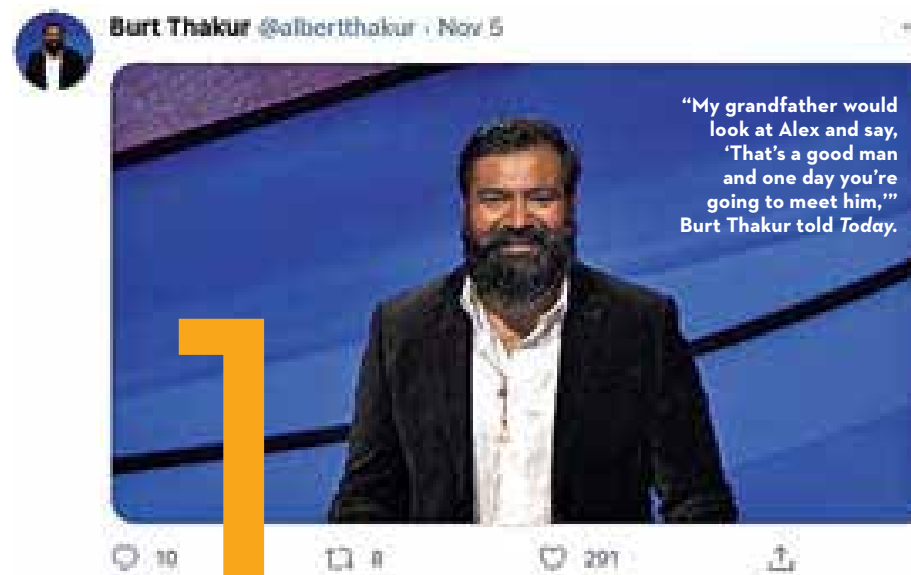 Burt Thakur @albertthakur · Nov 5
“My grandfather would
look at Alex and say,
‘That’s a good man
and one day you’re
going to meet him,’”
Burt Thakur told Today.
1
10 8 291